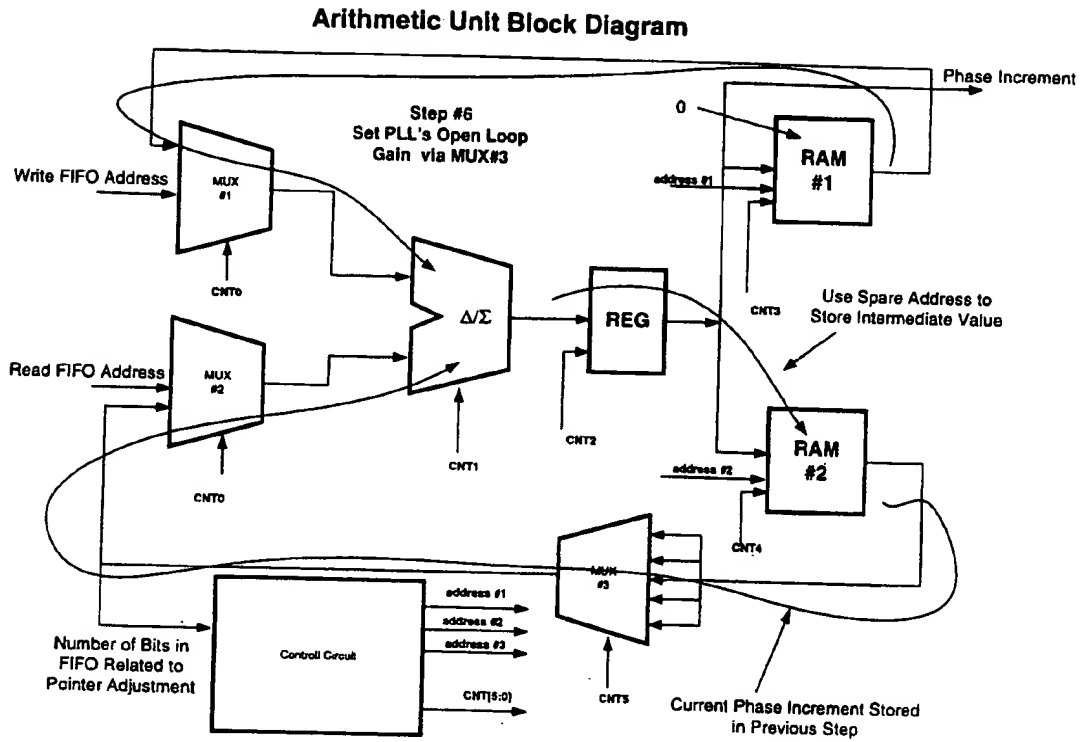 Arithmetic Unit Block Diagram
Phase Increment
Step #6
Set PLL's Open Loop
Gain via MUX#3
0
RAM
#1
address #1
MUX
#1
Write FIFO Address
CNT0
CNT3
Δ/Σ
REG
Use Spare Address to
Store Intermediate Value
Read FIFO Address
MUX
#2
CNT0
CNT1
CNT2
RAM
#2
address #2
CNT4
MUX
#3
address #1
address #2
address #3
Controll Circuit
CNT[5:0]
CNT5
Number of Bits in
FIFO Related to
Pointer Adjustment
Current Phase Increment Stored
in Previous Step